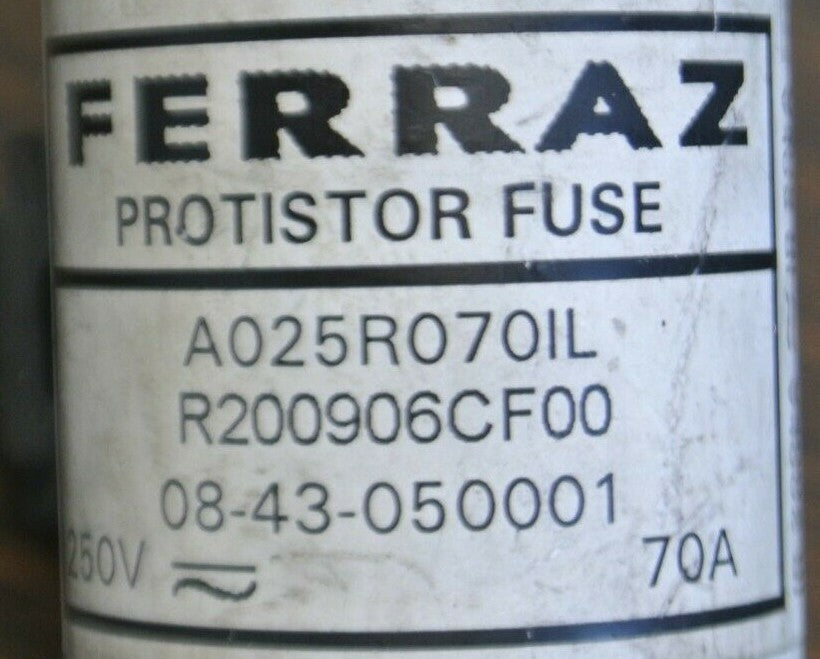 FERRAZ
PROTISTOR FUSE
A025R070IL
R200906CF00
08-43-050001
250V ⎓ 70A